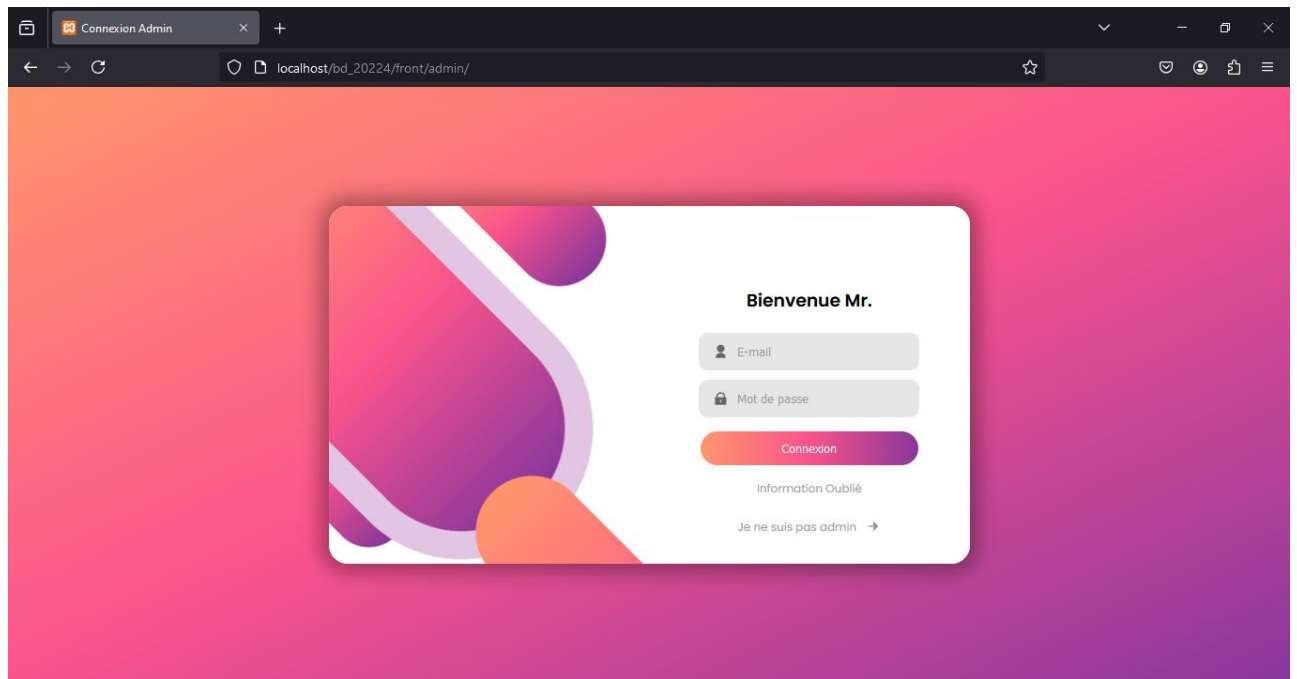 Connexion Admin
localhost/bd_20224/front/admin/
Bienvenue Mr.
E-mail
Mot de passe
Connexion
Information Oublié
Je ne suis pas admin